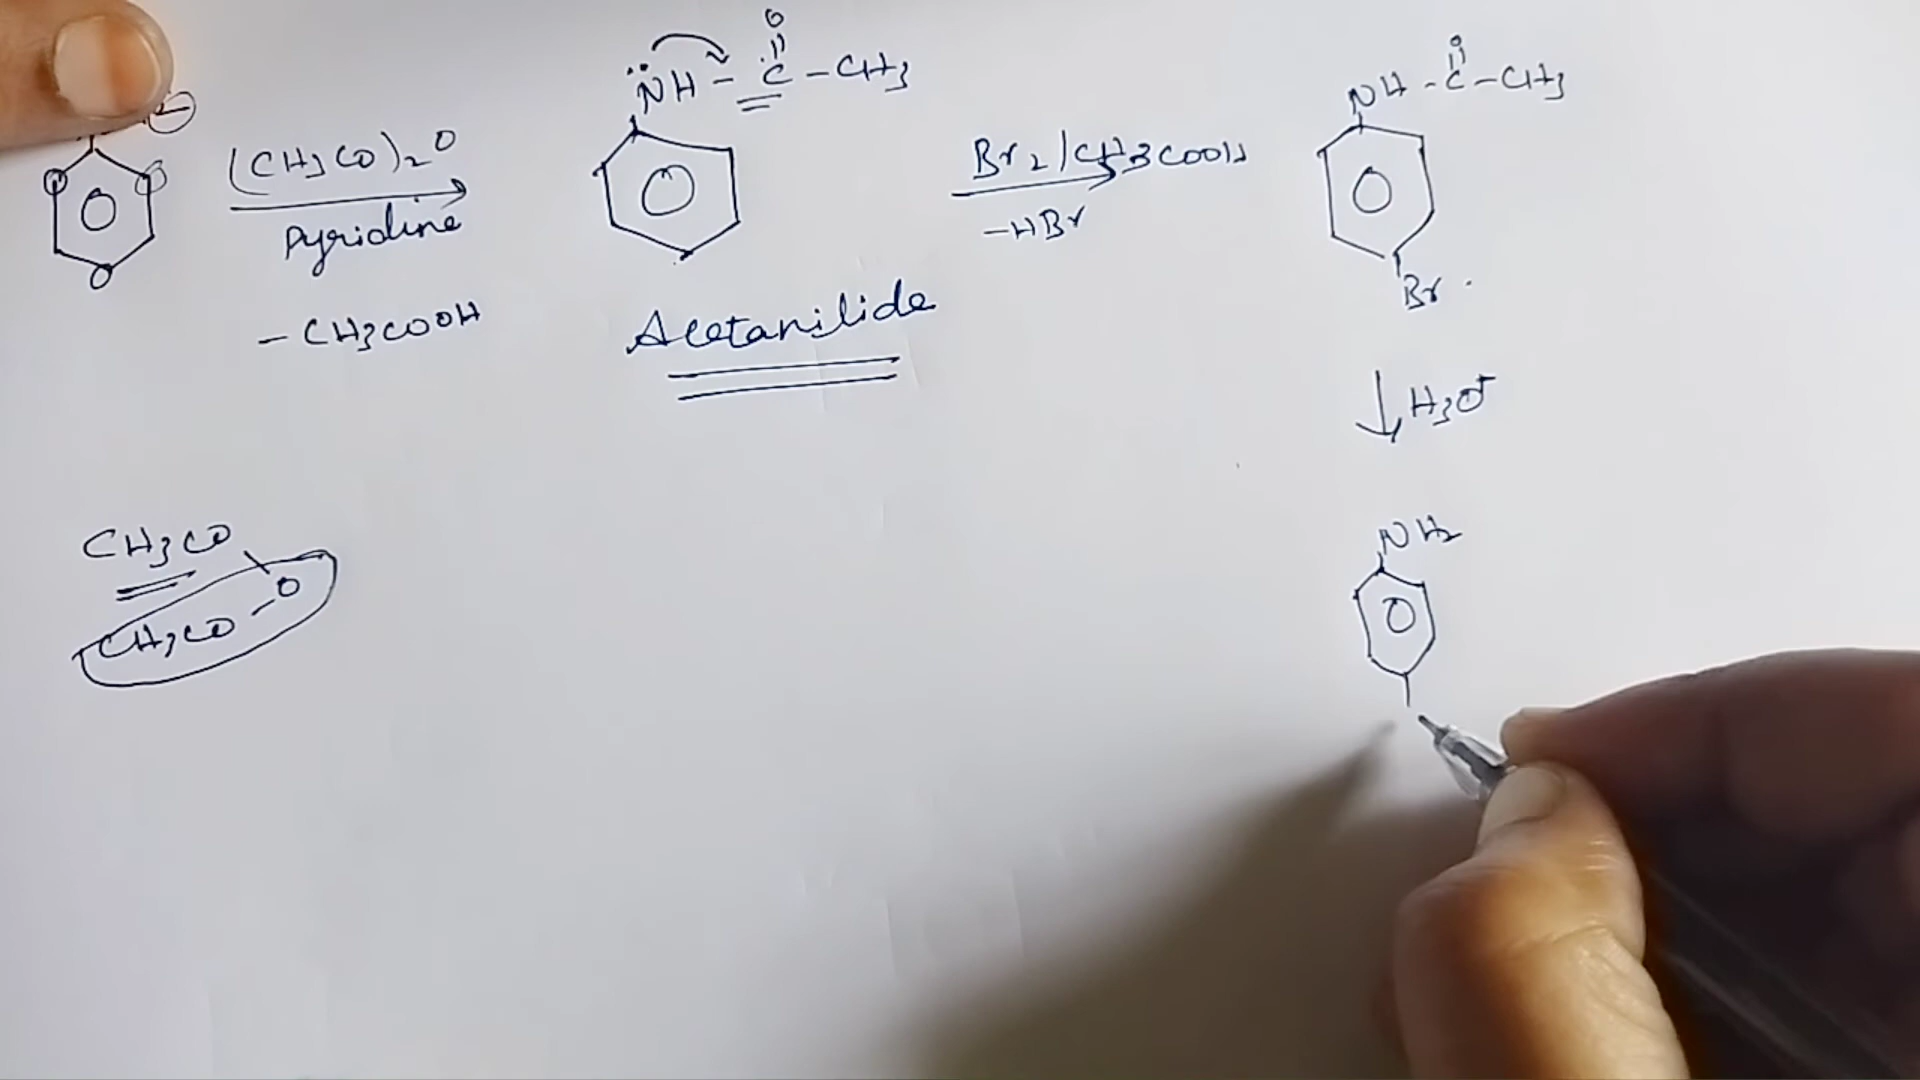 (CH3CO)2O
Pyridine
- CH3COOH
O
NH - C - CH3
Acetanilide
Br2/CH3COOH
-HBr
O
NH - C - CH3
Br
H3O+
NH2
CH3CO
O
CH3CO